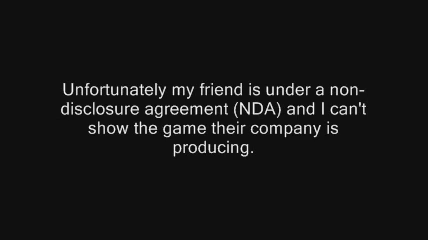 Unfortunately my friend is under a non-
disclosure agreement (NDA) and I can't
show the game their company is
producing.